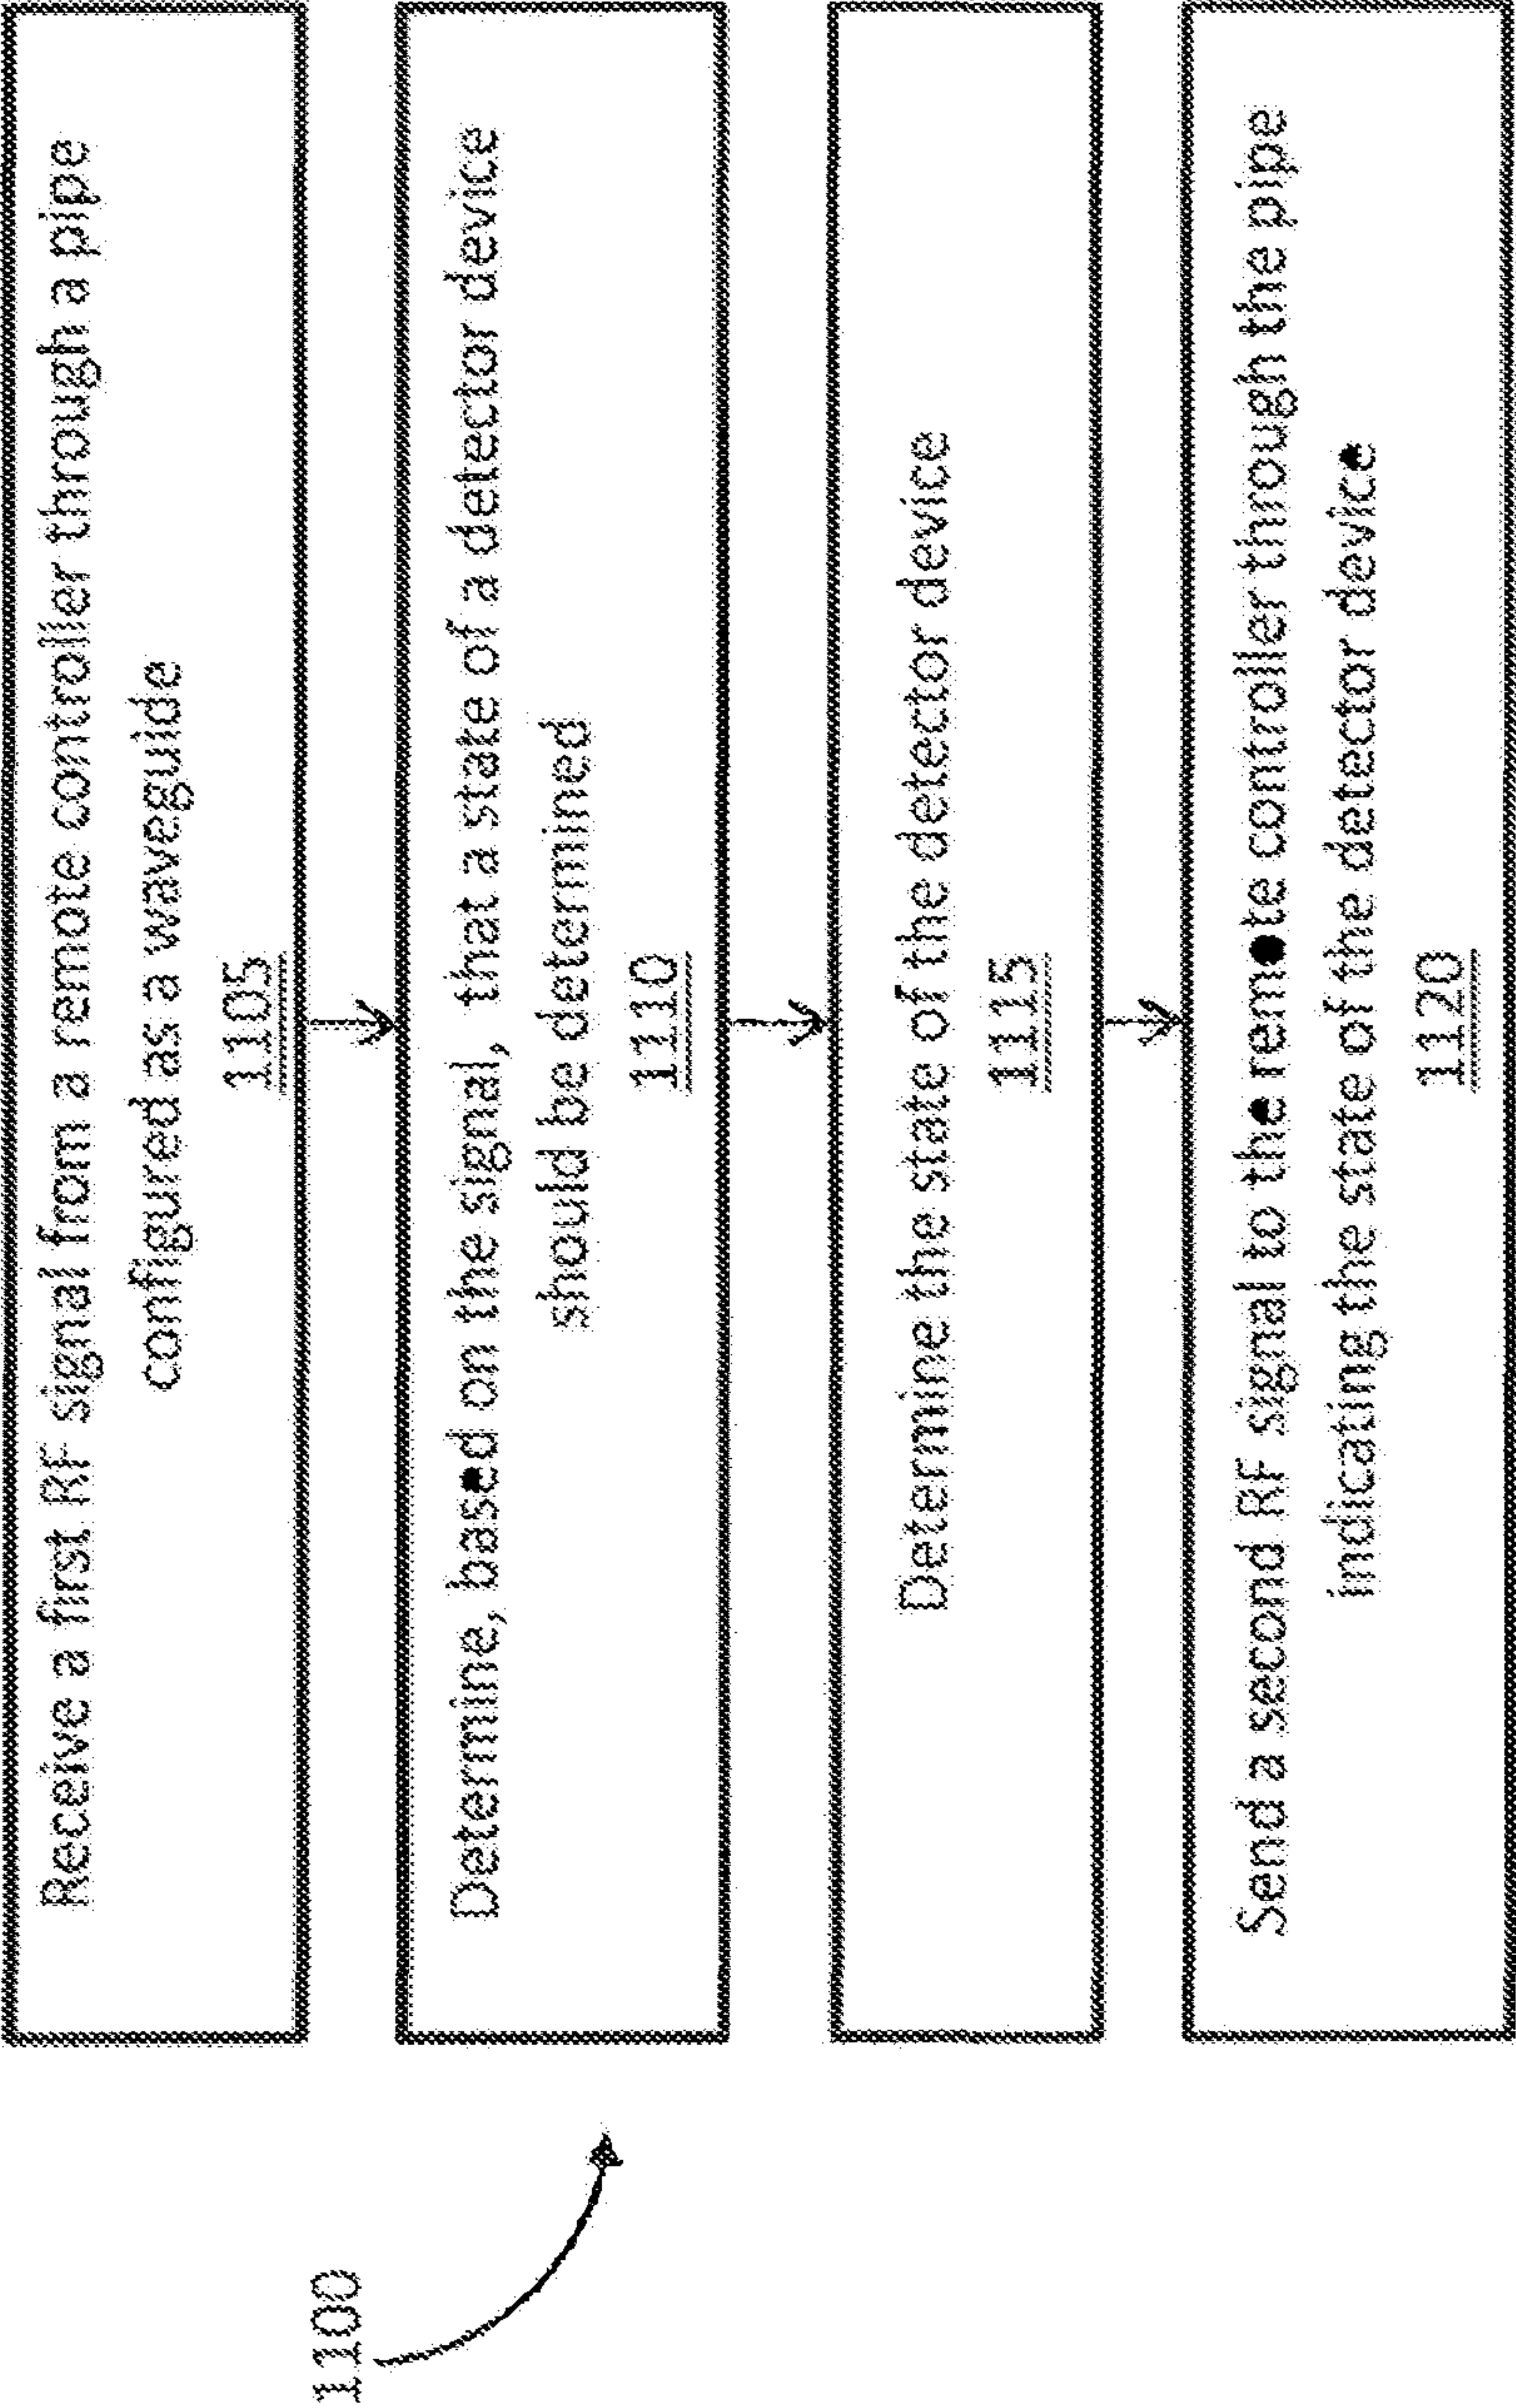 1100
Receive a first RF signal from a remote controller through a pipe
configured as a waveguide
1105
Determine, based on the signal, that a state of a detector device
should be determined
1110
Determine the state of the detector device
1115
Send a second RF signal to the remote controller through the pipe
indicating the state of the detector device
1120